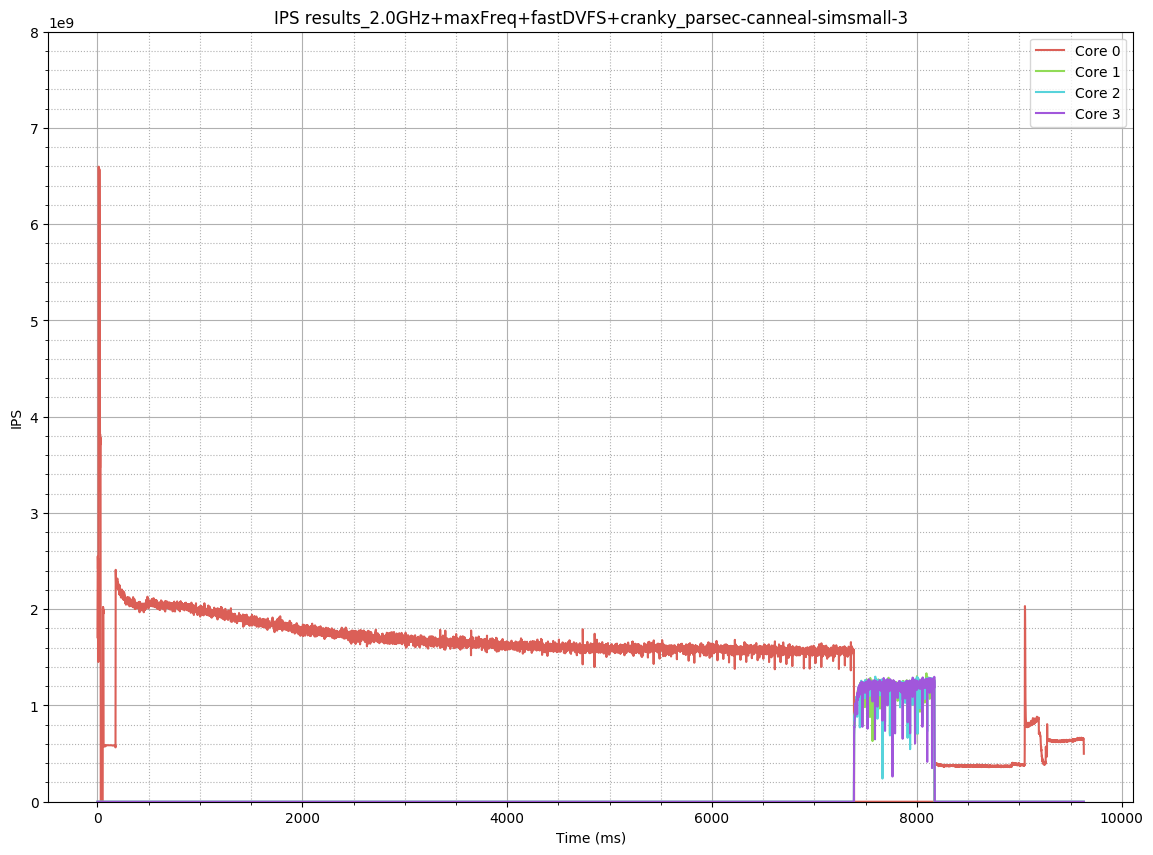 IPS results_2.0GHz+maxFreq+fastDVFS+cranky_parsec-canneal-simsmall-3
1e9
8
7
6
5
4
3
2
1
0
IPS
Core 0
Core 1
Core 2
Core 3
0
2000
4000
6000
8000
10000
Time (ms)